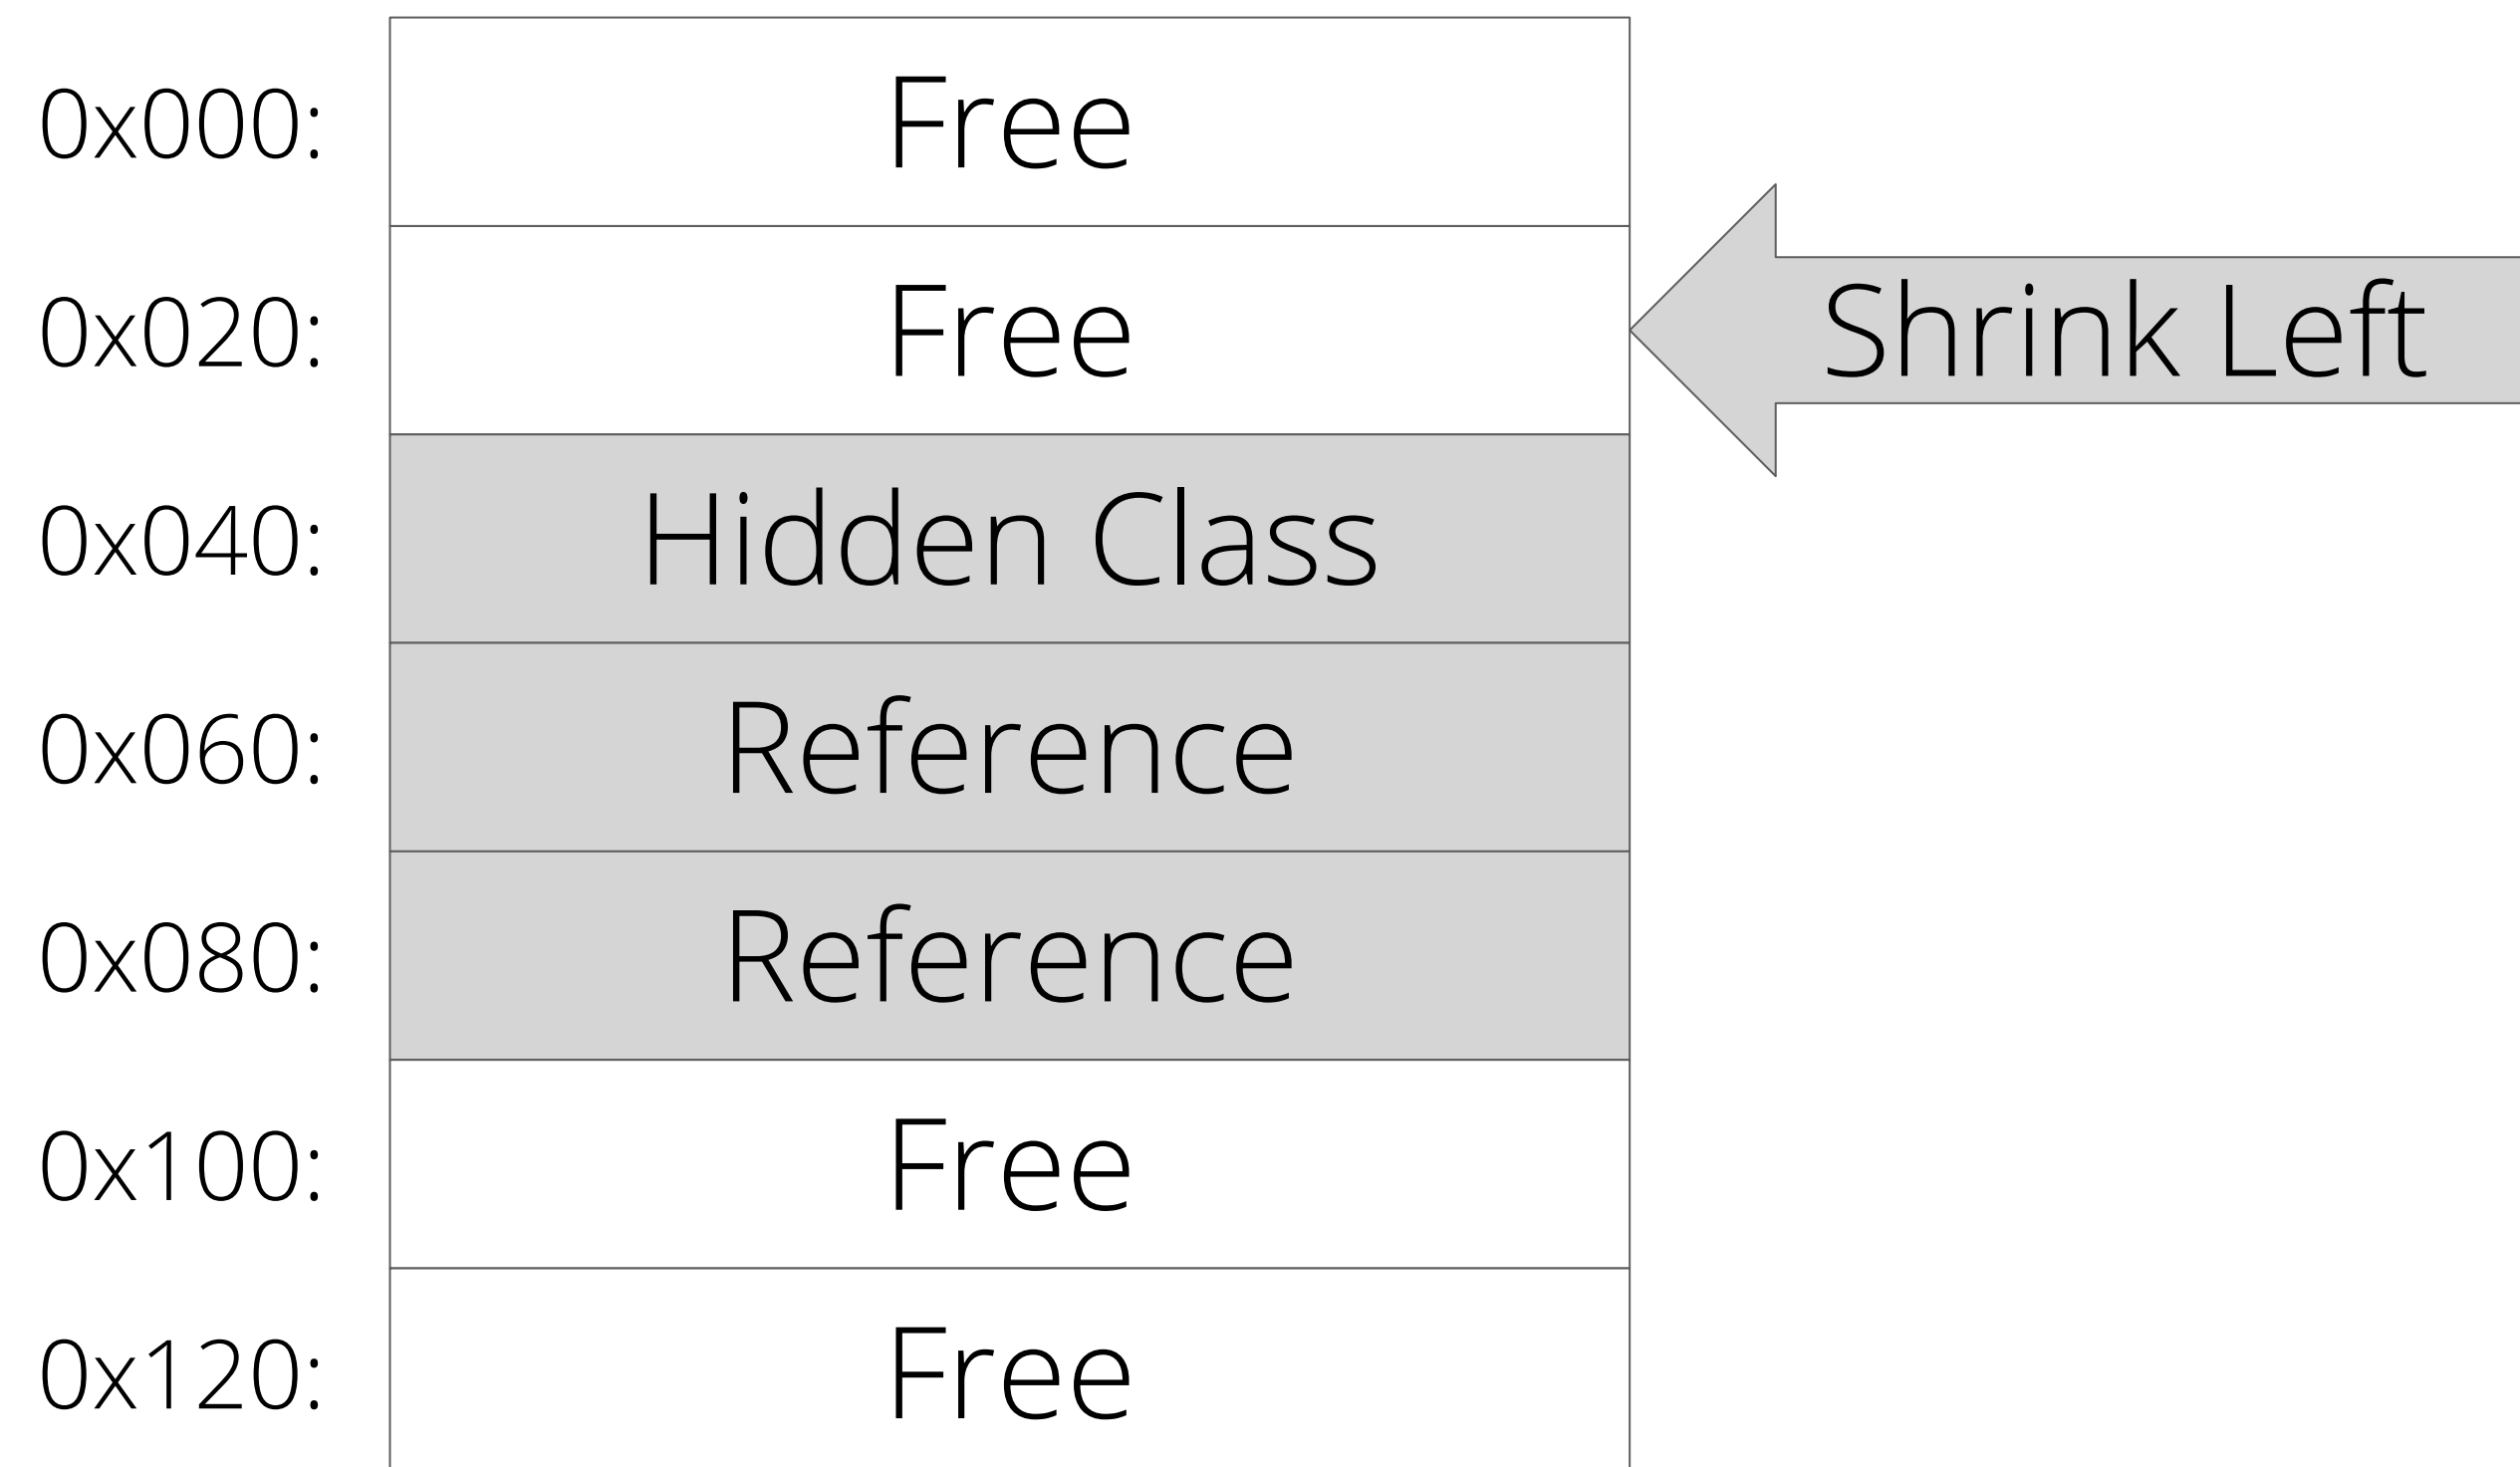 0x000:
Free
0x020:
Free
Shrink Left
0x040:
Hidden Class
0x060:
Reference
0x080:
Reference
0x100:
Free
0x120:
Free